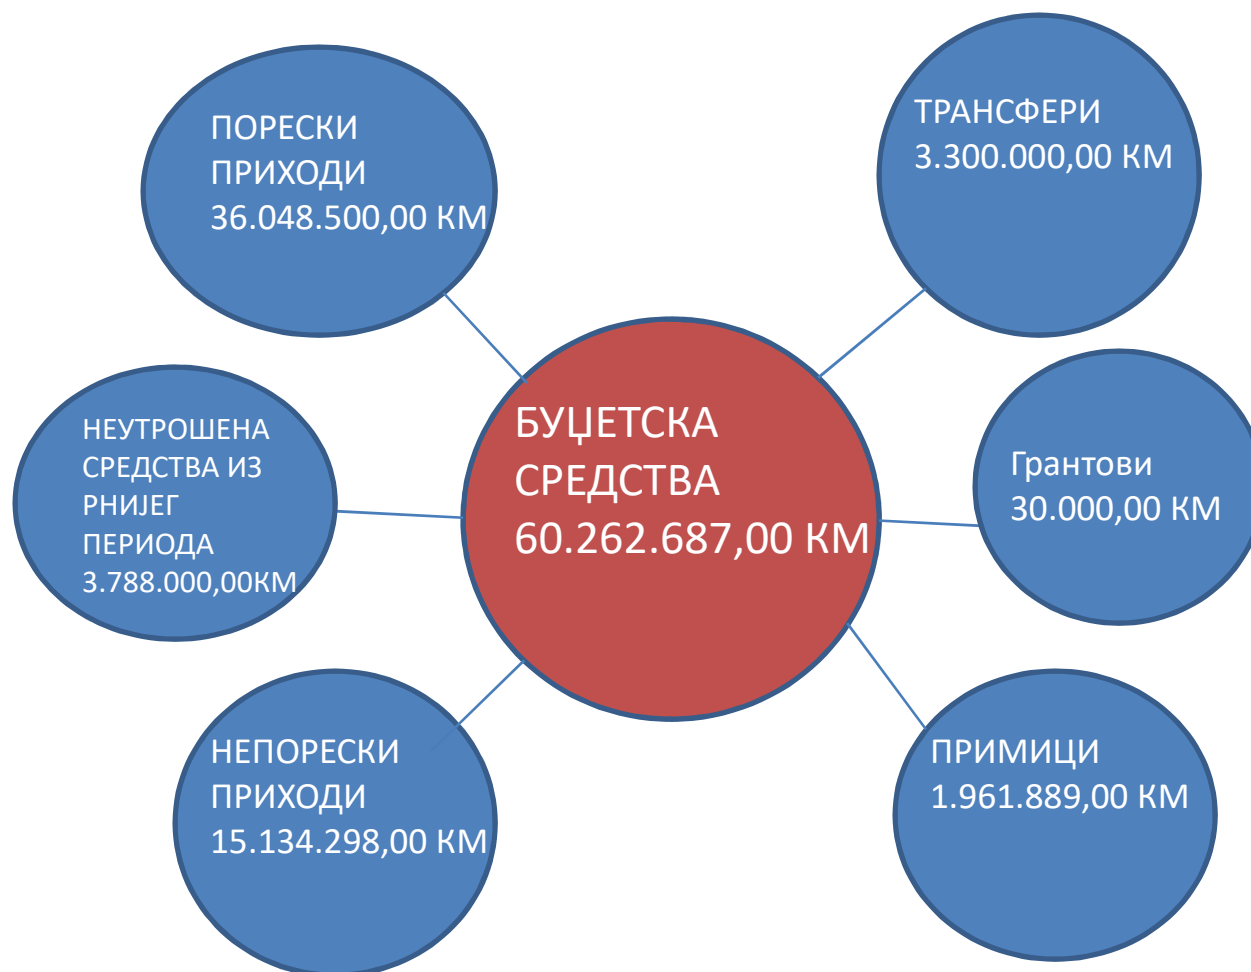 ПОРЕСКИ
ПРИХОДИ
36.048.500,00 КМ
ТРАНСФЕРИ
3.300.000,00 КМ
НЕУТРОШЕНА
СРЕДСТВА ИЗ
РНИЈЕГ
ПЕРИОДА
3.788.000,00КМ
БУЏЕТСКА
СРЕДСТВА
60.262.687,00 КМ
Грантови
30.000,00 КМ
НЕПОРЕСКИ
ПРИХОДИ
15.134.298,00 КМ
ПРИМИЦИ
1.961.889,00 КМ